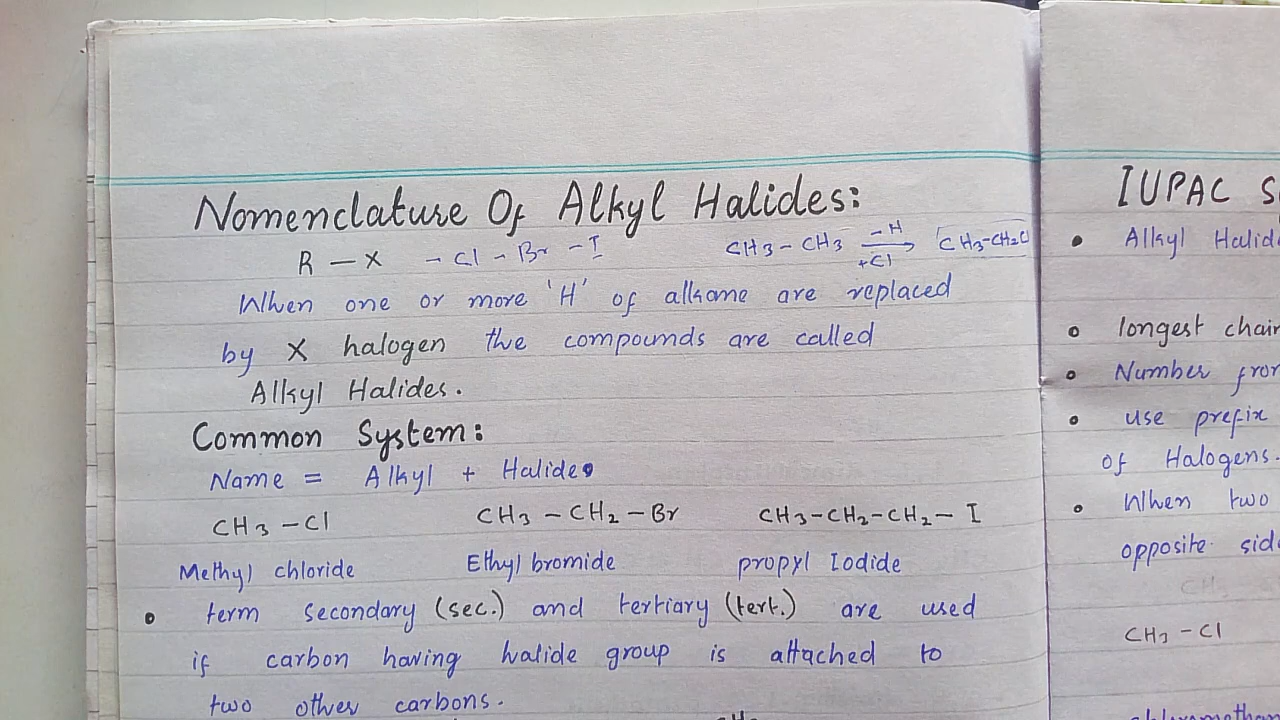 Nomenclature Of Alkyl Halides:
R — X - Cl - Br - I
CH3 - CH3 -H +Cl CH3-CH2Cl
When one or more 'H' of alkane are replaced
by X halogen the compounds are called
Alkyl Halides.
Common System:
Name = Alkyl + Halide
CH3 - Cl CH3 - CH2 - Br CH3-CH2-CH2- I
Methyl chloride Ethyl bromide propyl Iodide
• term secondary (sec.) and tertiary (tert.) are used
if carbon having halide group is attached to
two other carbons.
IUPAC S
• Alkyl Halid
• longest chain
• Number from
• use prefix
of Halogens.
• When two
opposite sid
CH3
CH3 - Cl